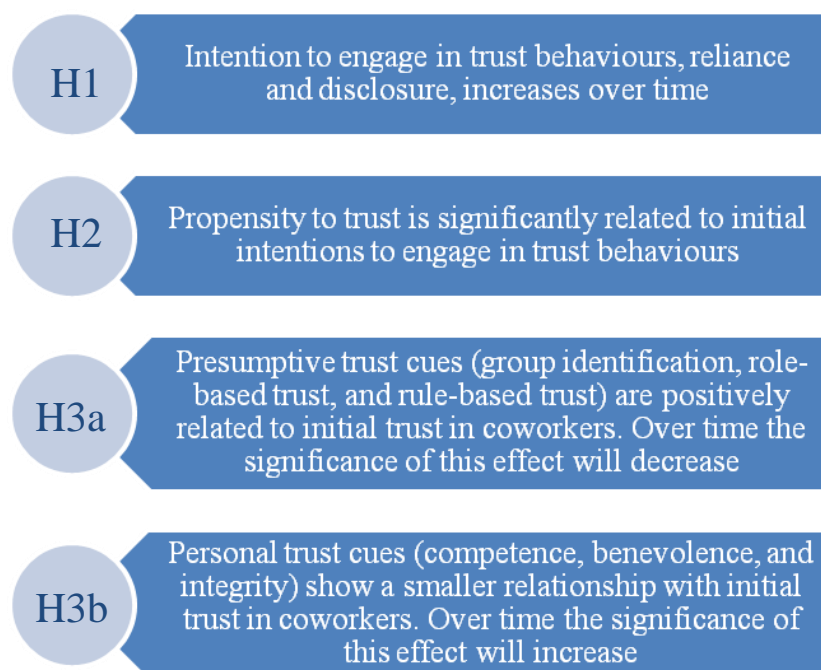 H1
Intention to engage in trust behaviours, reliance
and disclosure, increases over time
H2
Propensity to trust is significantly related to initial
intentions to engage in trust behaviours
H3a
Presumptive trust cues (group identification, role-
based trust, and rule-based trust) are positively
related to initial trust in coworkers. Over time the
significance of this effect will decrease
H3b
Personal trust cues (competence, benevolence, and
integrity) show a smaller relationship with initial
trust in coworkers. Over time the significance of
this effect will increase